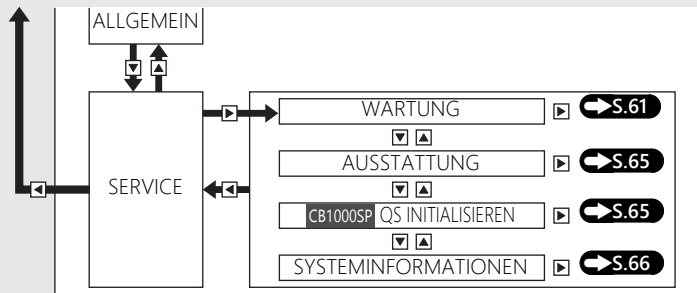 ALLGEMEIN
SERVICE
WARTUNG S.61
AUSSTATTUNG S.65
CB1000SP QS INITIALISIEREN S.65
SYSTEMINFORMATIONEN S.66